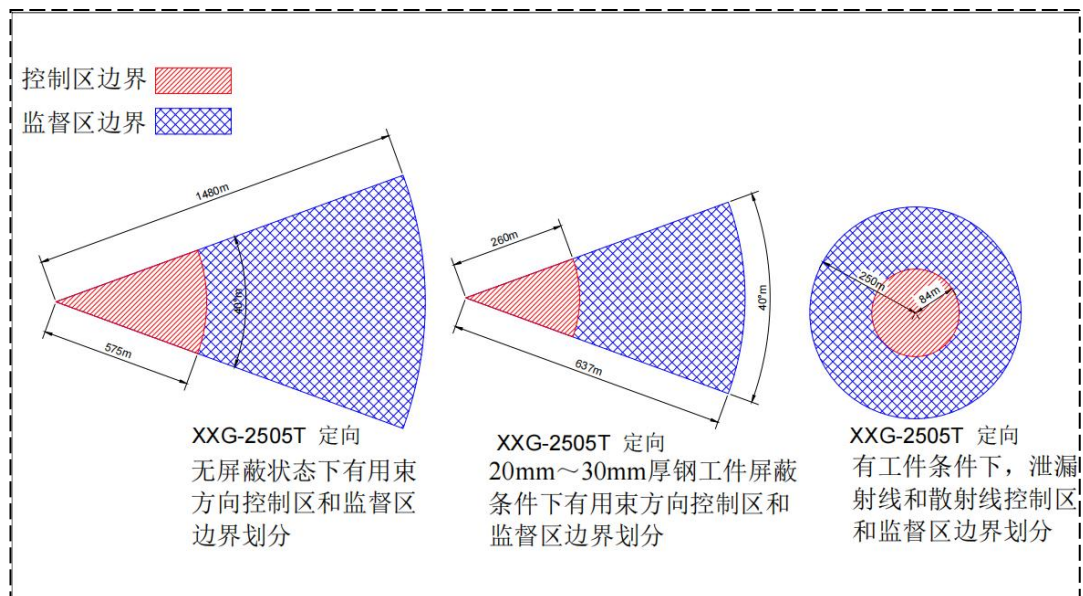 控制区边界
监督区边界
1480m
40°m
575m
XXG-2505T 定向
无屏蔽状态下有用束
方向控制区和监督区
边界划分
260m
40°m
637m
XXG-2505T 定向
20mm～30mm厚钢工件屏蔽
条件下有用束方向控制区和
监督区边界划分
250m
84m
XXG-2505T 定向
有工件条件下，泄漏
射线和散射线控制区
和监督区边界划分